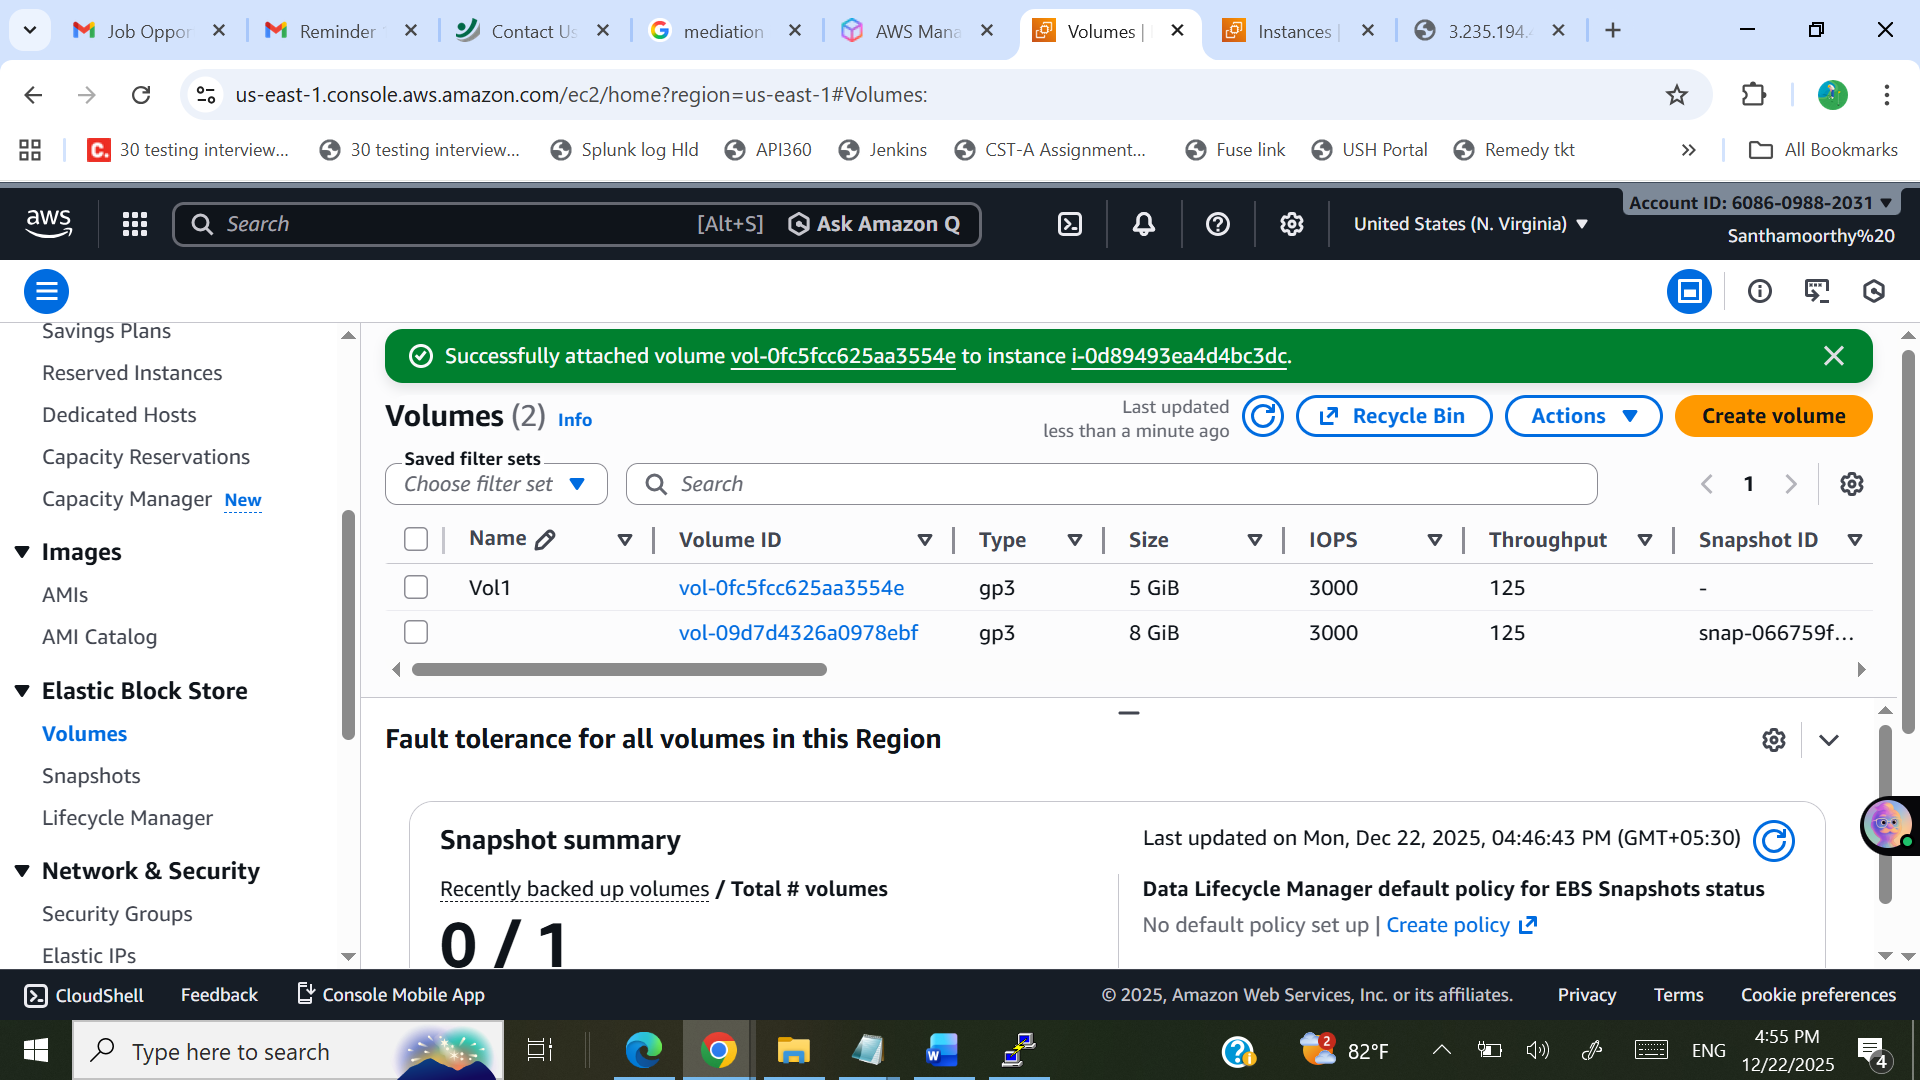 Job Oppor
Reminder
Contact Us
mediation
AWS Mana
Volumes |
Instances |
3.235.194.
us-east-1.console.aws.amazon.com/ec2/home?region=us-east-1#Volumes:
30 testing interview...
30 testing interview...
Splunk log Hld
API360
Jenkins
CST-A Assignment...
Fuse link
USH Portal
Remedy tkt
All Bookmarks
aws
Search
[Alt+S]
Ask Amazon Q
United States (N. Virginia)
Account ID: 6086-0988-2031
Santhamoorthy%20
Savings Plans
Reserved Instances
Dedicated Hosts
Capacity Reservations
Capacity Manager New
Images
AMIs
AMI Catalog
Elastic Block Store
Volumes
Snapshots
Lifecycle Manager
Network & Security
Security Groups
Elastic IPs
Successfully attached volume vol-0fc5fcc625aa3554e to instance i-0d89493ea4d4bc3dc.
Volumes (2) Info
Last updated
less than a minute ago
Recycle Bin
Actions
Create volume
Saved filter sets
Choose filter set
Search
1
Name Volume ID Type Size IOPS Throughput Snapshot ID
Vol1 vol-0fc5fcc625aa3554e gp3 5 GiB 3000 125 -
vol-09d7d4326a0978ebf gp3 8 GiB 3000 125 snap-066759f...
Fault tolerance for all volumes in this Region
Snapshot summary
Last updated on Mon, Dec 22, 2025, 04:46:43 PM (GMT+05:30)
Recently backed up volumes / Total # volumes
0 / 1
Data Lifecycle Manager default policy for EBS Snapshots status
No default policy set up | Create policy
CloudShell
Feedback
Console Mobile App
© 2025, Amazon Web Services, Inc. or its affiliates.
Privacy
Terms
Cookie preferences
Type here to search
2
82°F
ENG
4:55 PM
12/22/2025
4